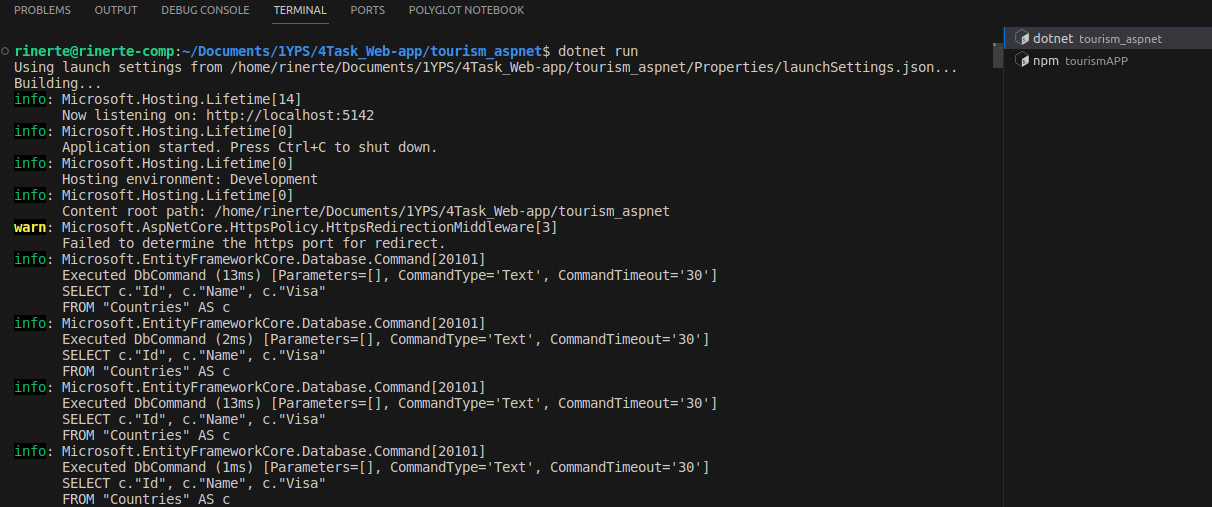 PROBLEMS OUTPUT DEBUG CONSOLE TERMINAL PORTS POLYGLOT NOTEBOOK
rinerte@rinerte-comp:~/Documents/1YPS/4Task_Web-app/tourism_aspnet$ dotnet run
Using launch settings from /home/rinerte/Documents/1YPS/4Task_Web-app/tourism_aspnet/Properties/launchSettings.json...
Building...
info: Microsoft.Hosting.Lifetime[14]
Now listening on: http://localhost:5142
info: Microsoft.Hosting.Lifetime[0]
Application started. Press Ctrl+C to shut down.
info: Microsoft.Hosting.Lifetime[0]
Hosting environment: Development
info: Microsoft.Hosting.Lifetime[0]
Content root path: /home/rinerte/Documents/1YPS/4Task_Web-app/tourism_aspnet
warn: Microsoft.AspNetCore.HttpsPolicy.HttpsRedirectionMiddleware[3]
Failed to determine the https port for redirect.
info: Microsoft.EntityFrameworkCore.Database.Command[20101]
Executed DbCommand (13ms) [Parameters=[], CommandType='Text', CommandTimeout='30']
SELECT c."Id", c."Name", c."Visa"
FROM "Countries" AS c
info: Microsoft.EntityFrameworkCore.Database.Command[20101]
Executed DbCommand (2ms) [Parameters=[], CommandType='Text', CommandTimeout='30']
SELECT c."Id", c."Name", c."Visa"
FROM "Countries" AS c
info: Microsoft.EntityFrameworkCore.Database.Command[20101]
Executed DbCommand (13ms) [Parameters=[], CommandType='Text', CommandTimeout='30']
SELECT c."Id", c."Name", c."Visa"
FROM "Countries" AS c
info: Microsoft.EntityFrameworkCore.Database.Command[20101]
Executed DbCommand (1ms) [Parameters=[], CommandType='Text', CommandTimeout='30']
SELECT c."Id", c."Name", c."Visa"
FROM "Countries" AS c
dotnet tourism_aspnet
npm tourismAPP